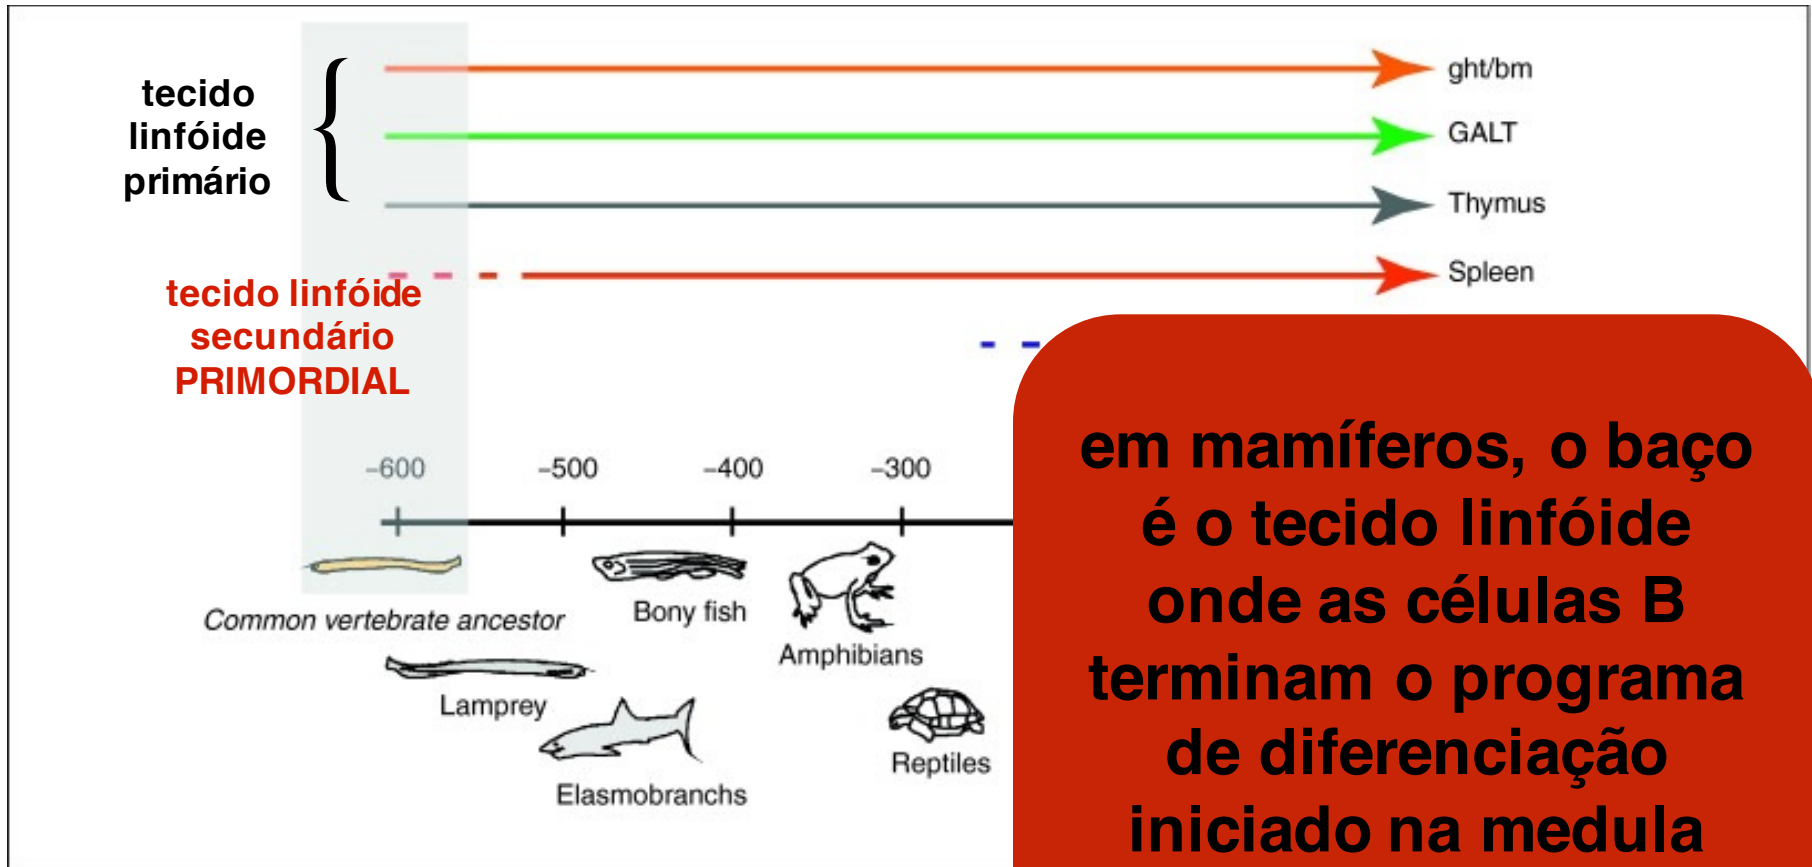 tecido
linfóide
primário
ght/bm
GALT
Thymus
Spleen
tecido linfóide
secundário
PRIMORDIAL
–600
–500
–400
–300
Common vertebrate ancestor
Bony fish
Amphibians
Lamprey
Reptiles
Elasmobranchs
em mamíferos, o baço
é o tecido linfóide
onde as células B
terminam o programa
de diferenciação
iniciado na medula